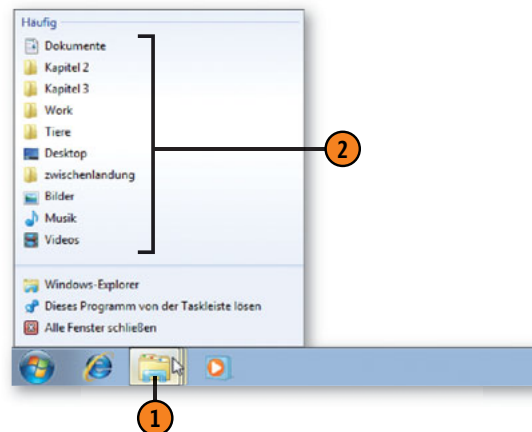 Häufig
Dokumente
Kapitel 2
Kapitel 3
Work
Tiere
Desktop
zwischenlandung
Bilder
Musik
Videos
2
Windows-Explorer
Dieses Programm von der Taskleiste lösen
Alle Fenster schließen
1